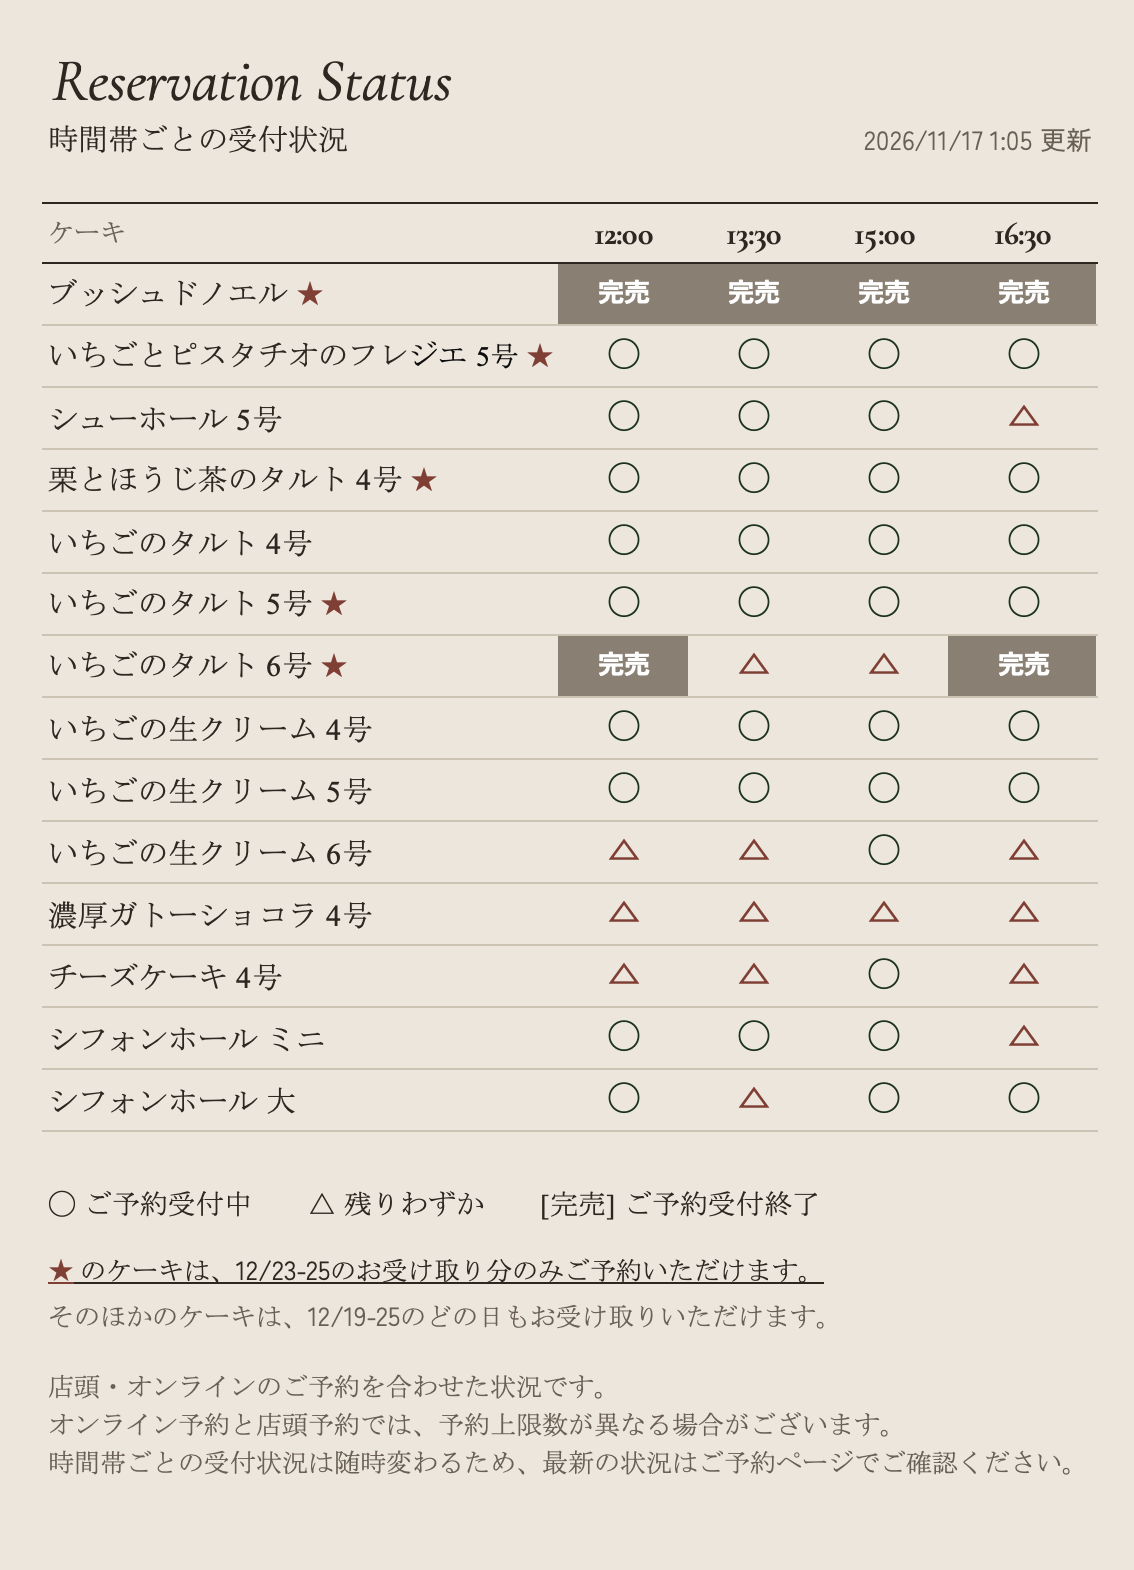 Reservation Status
時間帯ごとの受付状況
2026/11/17 1:05 更新
ケーキ 12:00 13:30 15:00 16:30
ブッシュドノエル ★ 完売 完売 完売 完売
いちごとピスタチオのフレジエ 5号 ★ ○ ○ ○ ○
シューホール 5号 ○ ○ ○ △
栗とほうじ茶のタルト 4号 ★ ○ ○ ○ ○
いちごのタルト 4号 ○ ○ ○ ○
いちごのタルト 5号 ★ ○ ○ ○ ○
いちごのタルト 6号 ★ 完売 △ △ 完売
いちごの生クリーム 4号 ○ ○ ○ ○
いちごの生クリーム 5号 ○ ○ ○ ○
いちごの生クリーム 6号 △ △ ○ △
濃厚ガトーショコラ 4号 △ △ △ △
チーズケーキ 4号 △ △ ○ △
シフォンホール ミニ ○ ○ ○ △
シフォンホール 大 ○ △ ○ ○
○ ご予約受付中 △ 残りわずか [完売] ご予約受付終了
★ のケーキは、12/23-25のお受け取り分のみご予約いただけます。
そのほかのケーキは、12/19-25のどの日もお受け取りいただけます。
店頭・オンラインのご予約を合わせた状況です。
オンライン予約と店頭予約では、予約上限数が異なる場合がございます。
時間帯ごとの受付状況は随時変わるため、最新の状況はご予約ページでご確認ください。